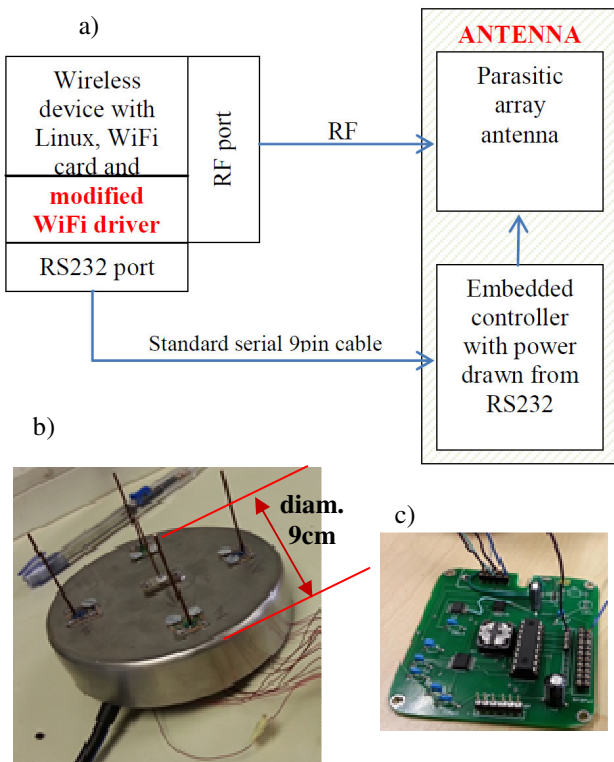 a)
Wireless
device with
Linux, WiFi
card and
modified
WiFi driver
RS232 port
RF port
RF
Standard serial 9pin cable
ANTENNA
Parasitic
array
antenna
Embedded
controller
with power
drawn from
RS232
b)
diam.
9cm
c)